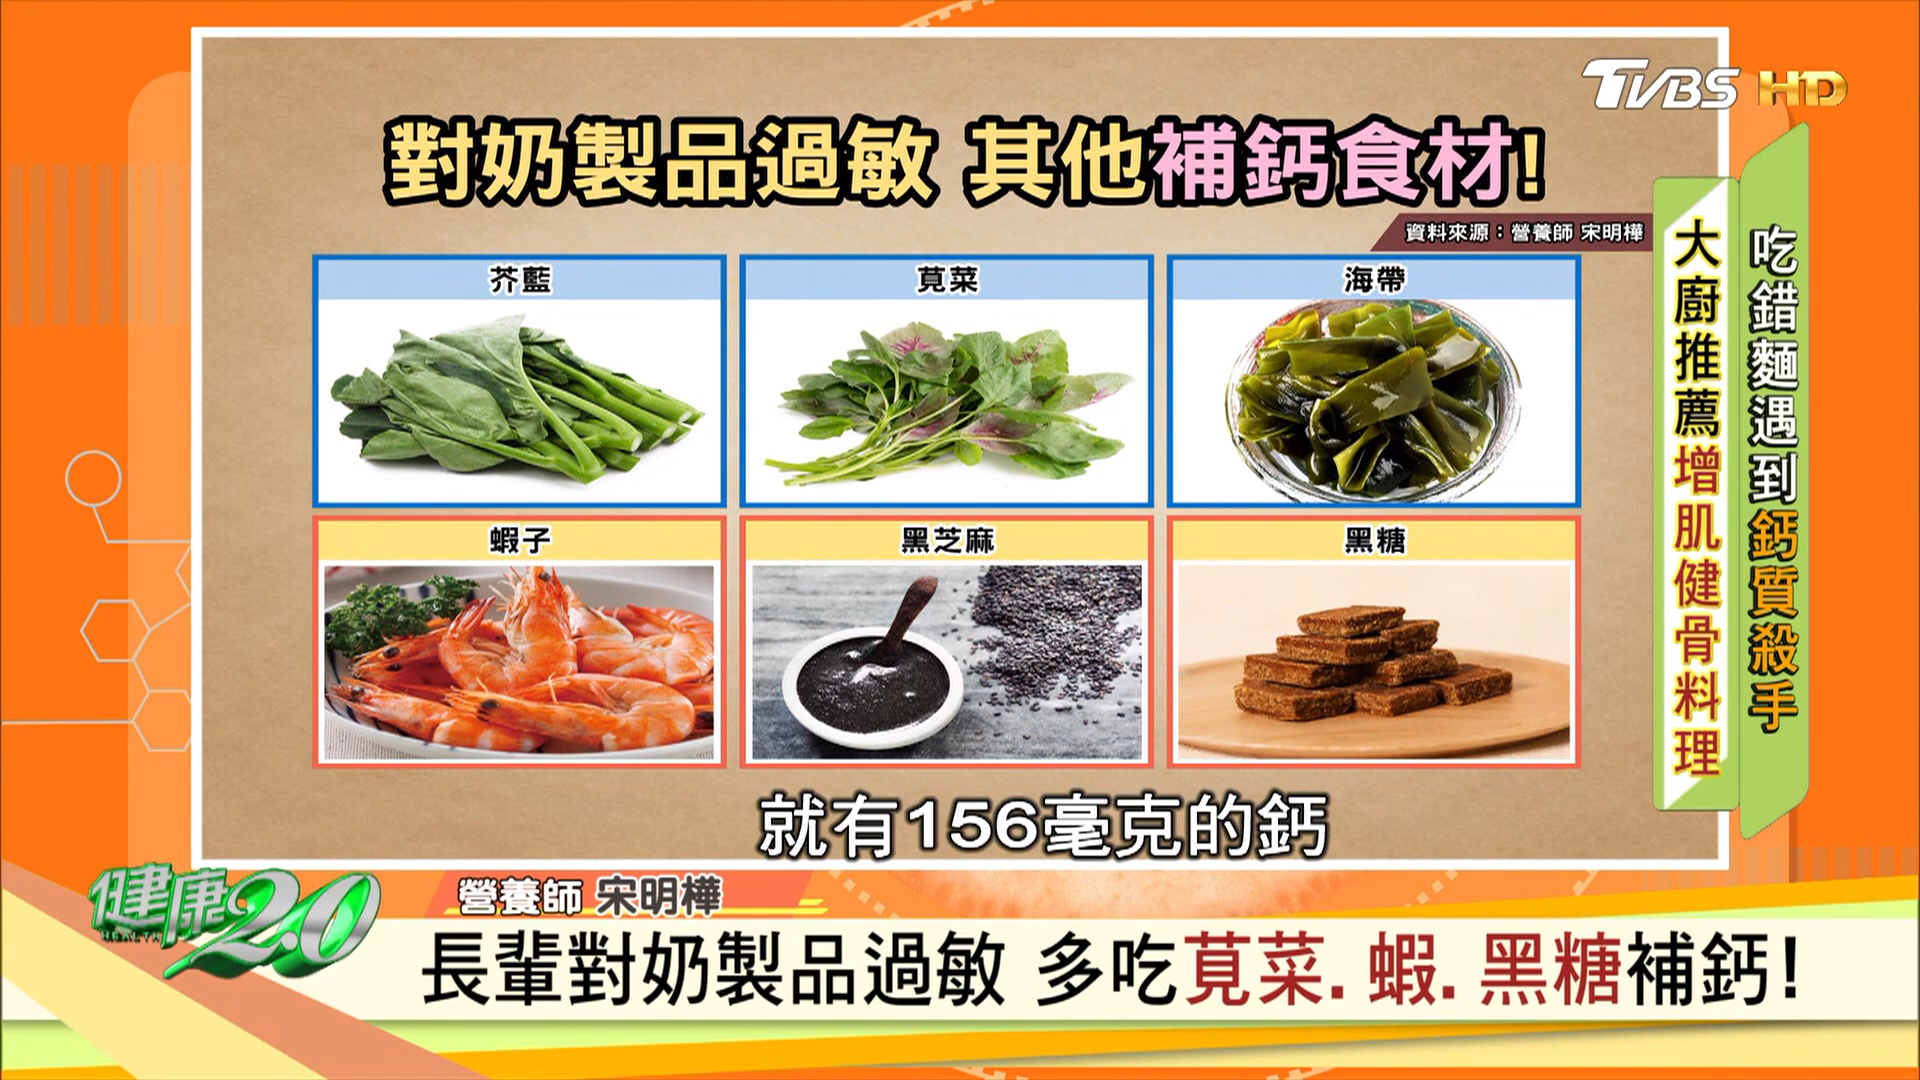 TVBS HD
對奶製品過敏 其他補鈣食材!
資料來源：營養師 宋明樺
芥藍
莧菜
海帶
蝦子
黑芝麻
黑糖
吃錯麵遇到鈣質殺手
大廚推薦增肌健骨料理
就有156毫克的鈣
健康2.0
HEALTH
營養師 宋明樺
長輩對奶製品過敏 多吃莧菜.蝦.黑糖補鈣!